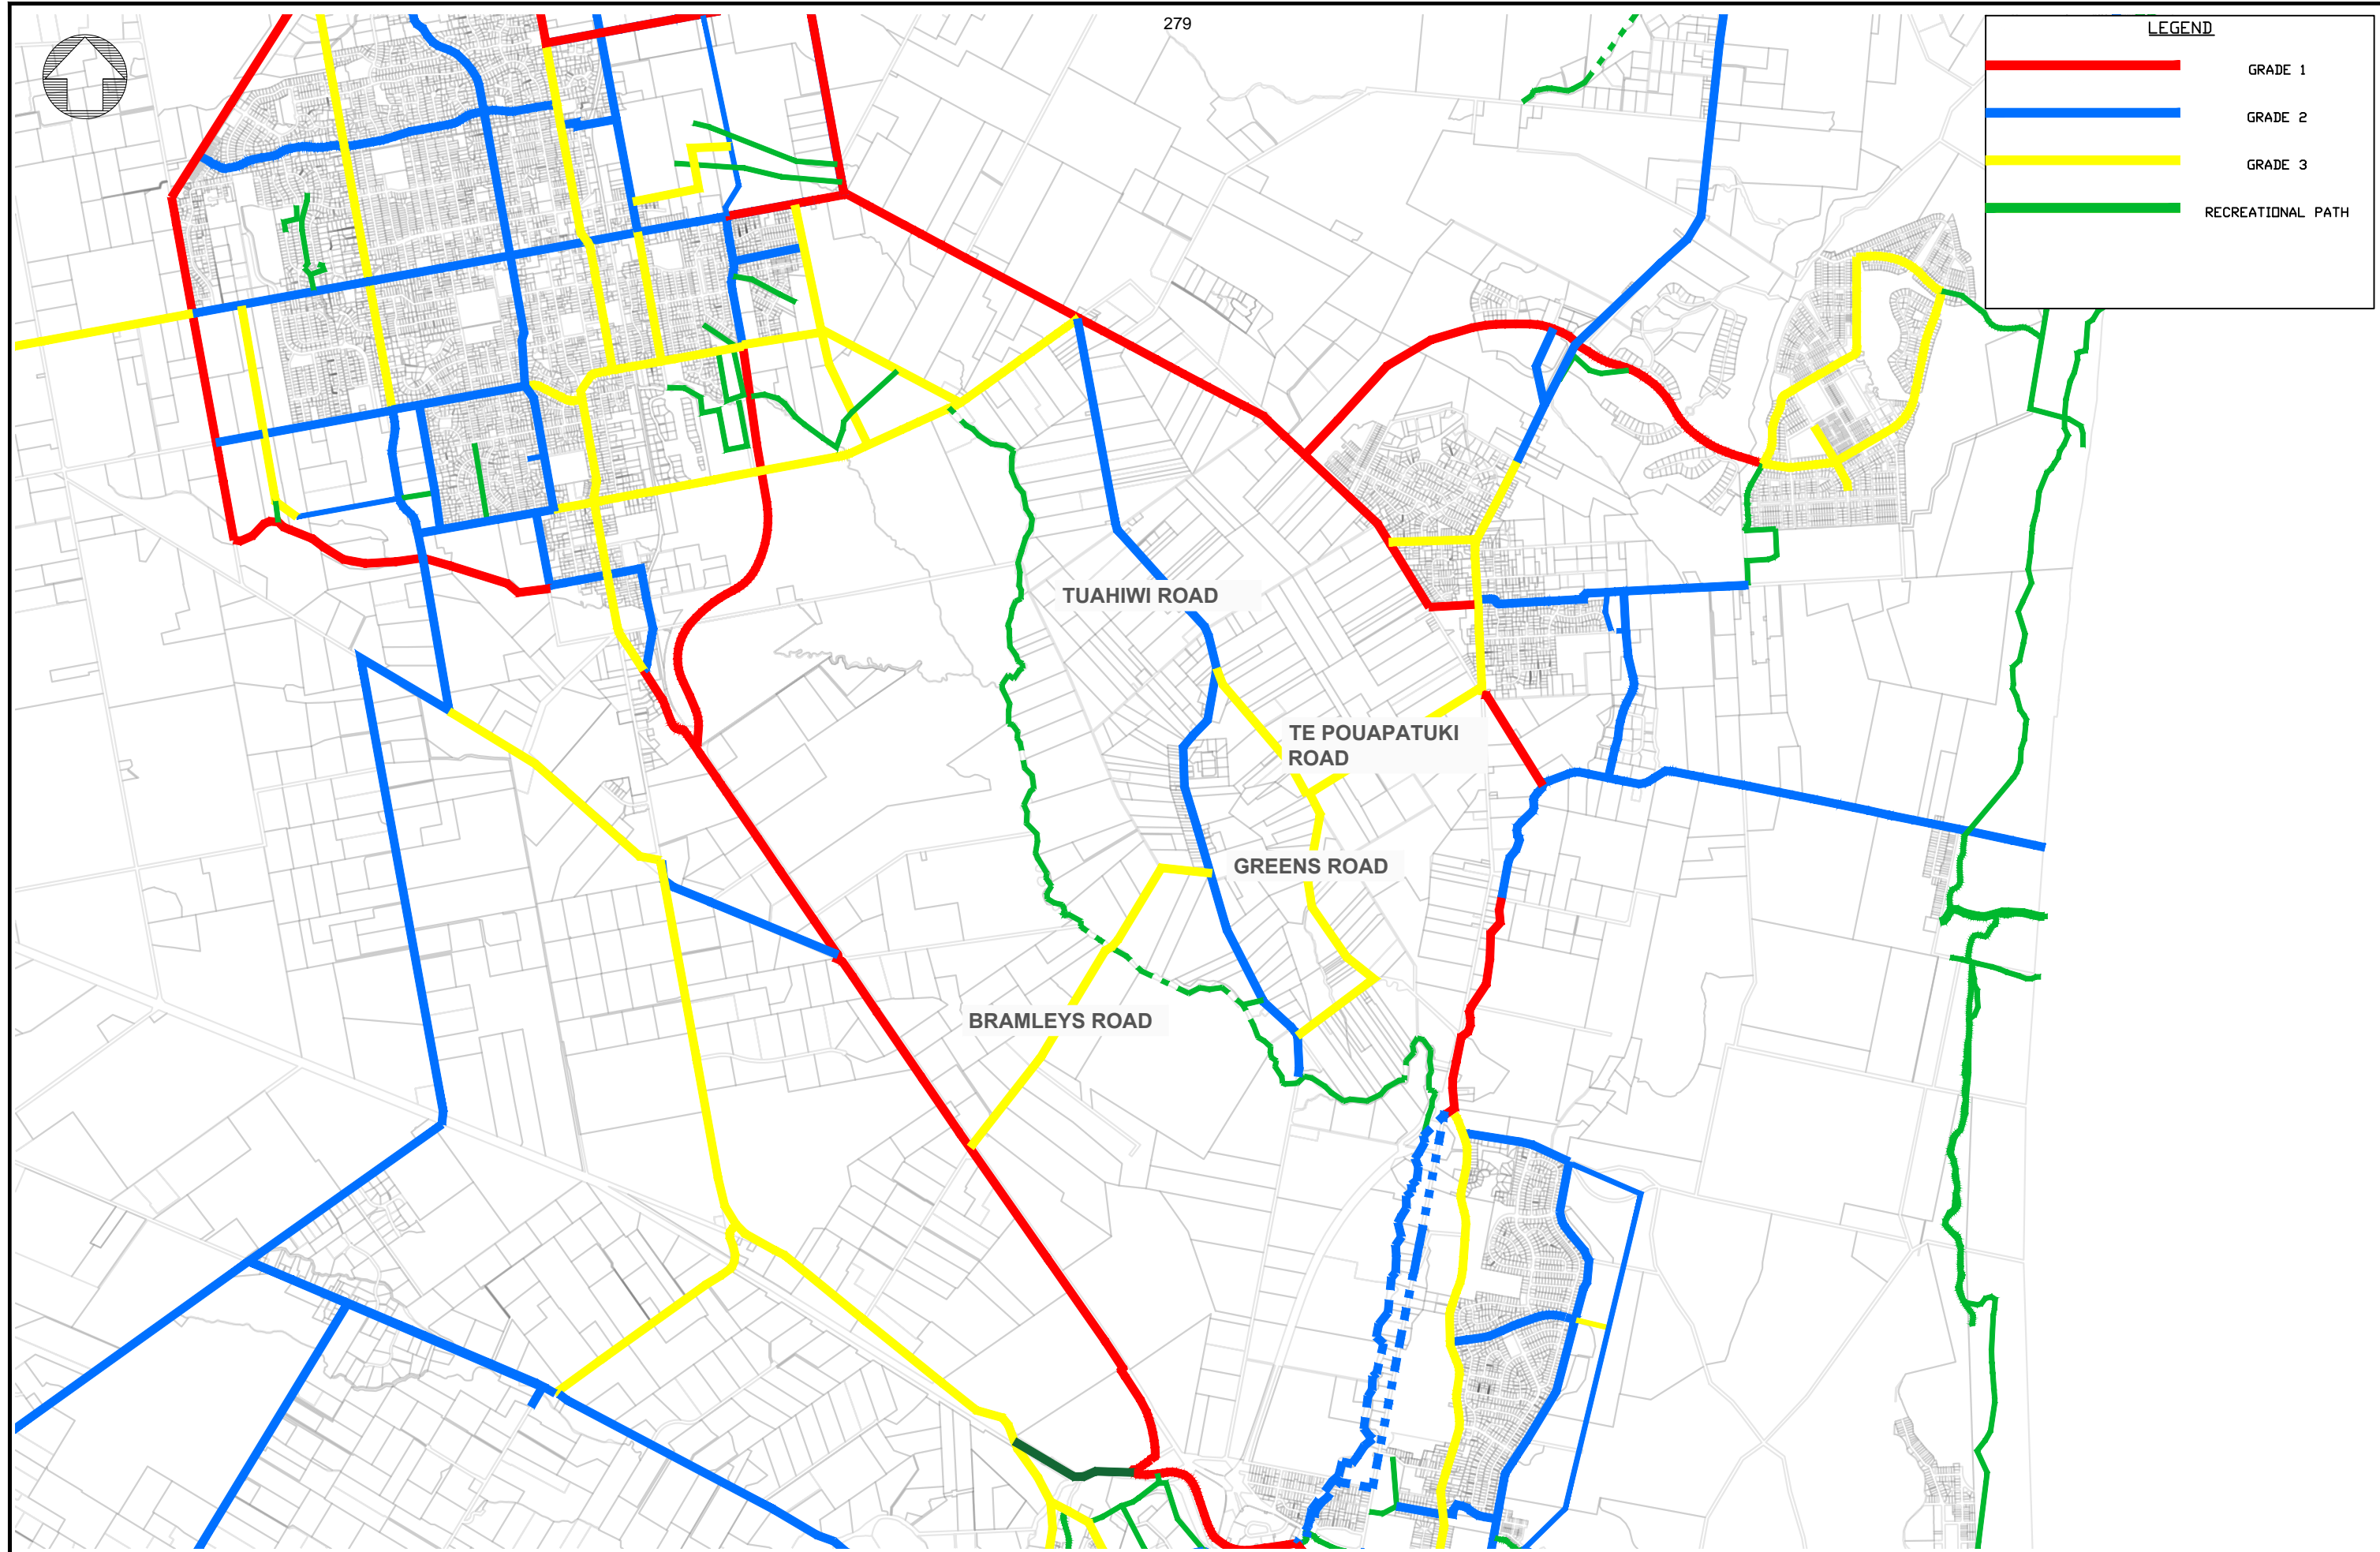 279
LEGEND
GRADE 1
GRADE 2
GRADE 3
RECREATIONAL PATH
TUAHIWI ROAD
TE POUAPATUKI
ROAD
GREENS ROAD
BRAMLEYS ROAD